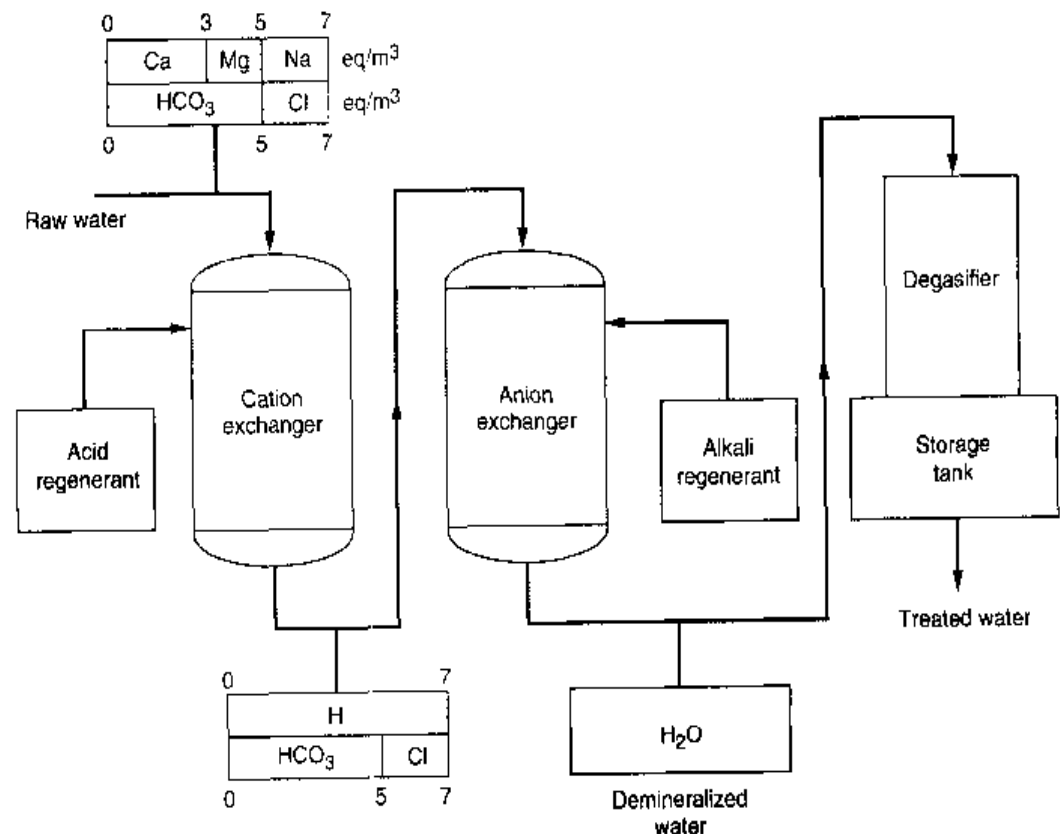 0 3 5 7
Ca Mg Na eq/m³
HCO₃ Cl eq/m³
0 5 7
Raw water
Cation
exchanger
Acid
regenerant
Anion
exchanger
Alkali
regenerant
Degasifier
Storage
tank
Treated water
0 7
H
HCO₃ Cl
0 5 7
H₂O
Demineralized
water